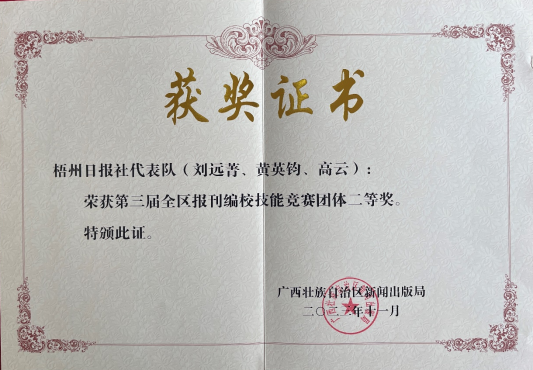 获奖证书
梧州日报社代表队（刘远菁、黄英钧、高云）：
荣获第三届全区报刊编校技能竞赛团体二等奖。
特颁此证。
广西壮族自治区新闻出版局
十一月